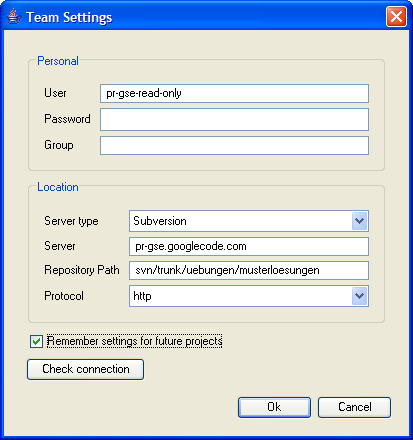 Team Settings
Personal
User pr-gse-read-only
Password
Group
Location
Server type Subversion
Server pr-gse.googlecode.com
Repository Path svn/trunk/uebungen/musterloesungen
Protocol http
Remember settings for future projects
Check connection
Ok Cancel